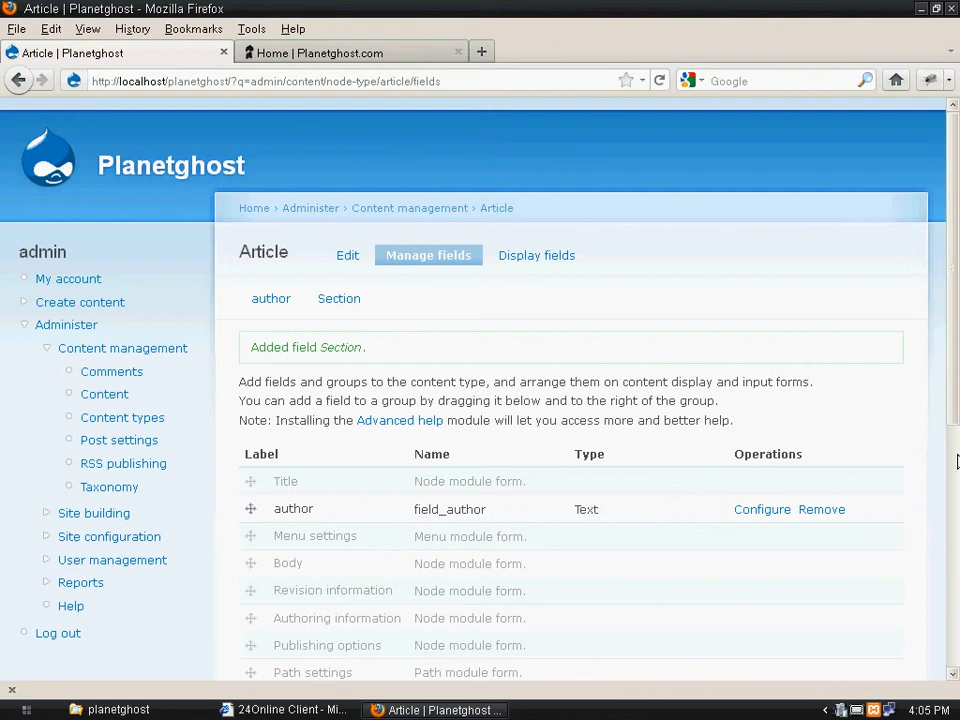 Article | Planetghost - Mozilla Firefox
File Edit View History Bookmarks Tools Help
Article | Planetghost
Home | Planetghost.com
http://localhost/planetghost/?q=admin/content/node-type/article/fields
Google
Planetghost
Home › Administer › Content management › Article
admin
My account
Create content
Administer
Content management
Comments
Content
Content types
Post settings
RSS publishing
Taxonomy
Site building
Site configuration
User management
Reports
Help
Log out
Article Edit Manage fields Display fields
author Section
Added field Section.
Add fields and groups to the content type, and arrange them on content display and input forms.
You can add a field to a group by dragging it below and to the right of the group.
Note: Installing the Advanced help module will let you access more and better help.
Label Name Type Operations
Title Node module form.
author field_author Text Configure Remove
Menu settings Menu module form.
Body Node module form.
Revision information Node module form.
Authoring information Node module form.
Publishing options Node module form.
Path settings Path module form.
planetghost
24Online Client - Mi...
Article | Planetghost ...
4:05 PM